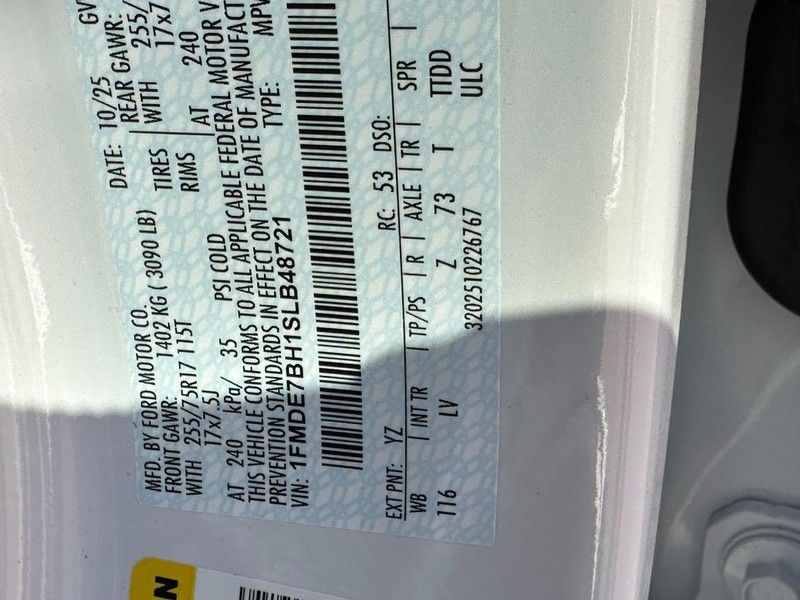 MFD. BY FORD MOTOR CO.
DATE: 10/25 GV
FRONT GAWR: 1402 KG ( 3090 LB) REAR GAWR:
WITH 255/75R17 115T TIRES WITH 255/
17x7.5J RIMS 17x7
AT 240 kPa/ 35 PSI COLD AT 240
THIS VEHICLE CONFORMS TO ALL APPLICABLE FEDERAL MOTOR V
PREVENTION STANDARDS IN EFFECT ON THE DATE OF MANUFACT
VIN: 1FMDE7BH1SLB48721 TYPE: MPV
EXT PNT: YZ RC: 53 DSO:
WB | INT TR | TP/PS | R | AXLE | TR | SPR |
116 LV Z 73 T TTDD
3202510226767 ULC
N